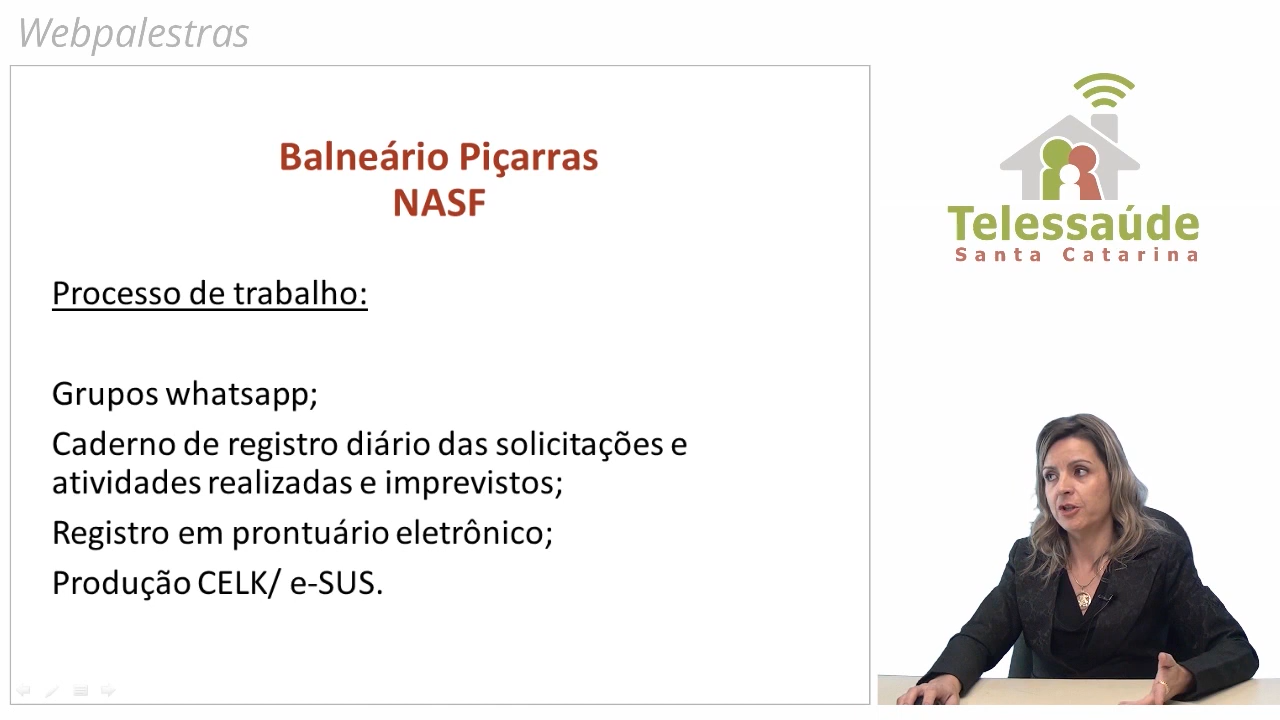 Webpalestras
Balneário Piçarras
NASF
Processo de trabalho:
Grupos whatsapp;
Caderno de registro diário das solicitações e
atividades realizadas e imprevistos;
Registro em prontuário eletrônico;
Produção CELK/ e-SUS.
Telessaúde
Santa Catarina